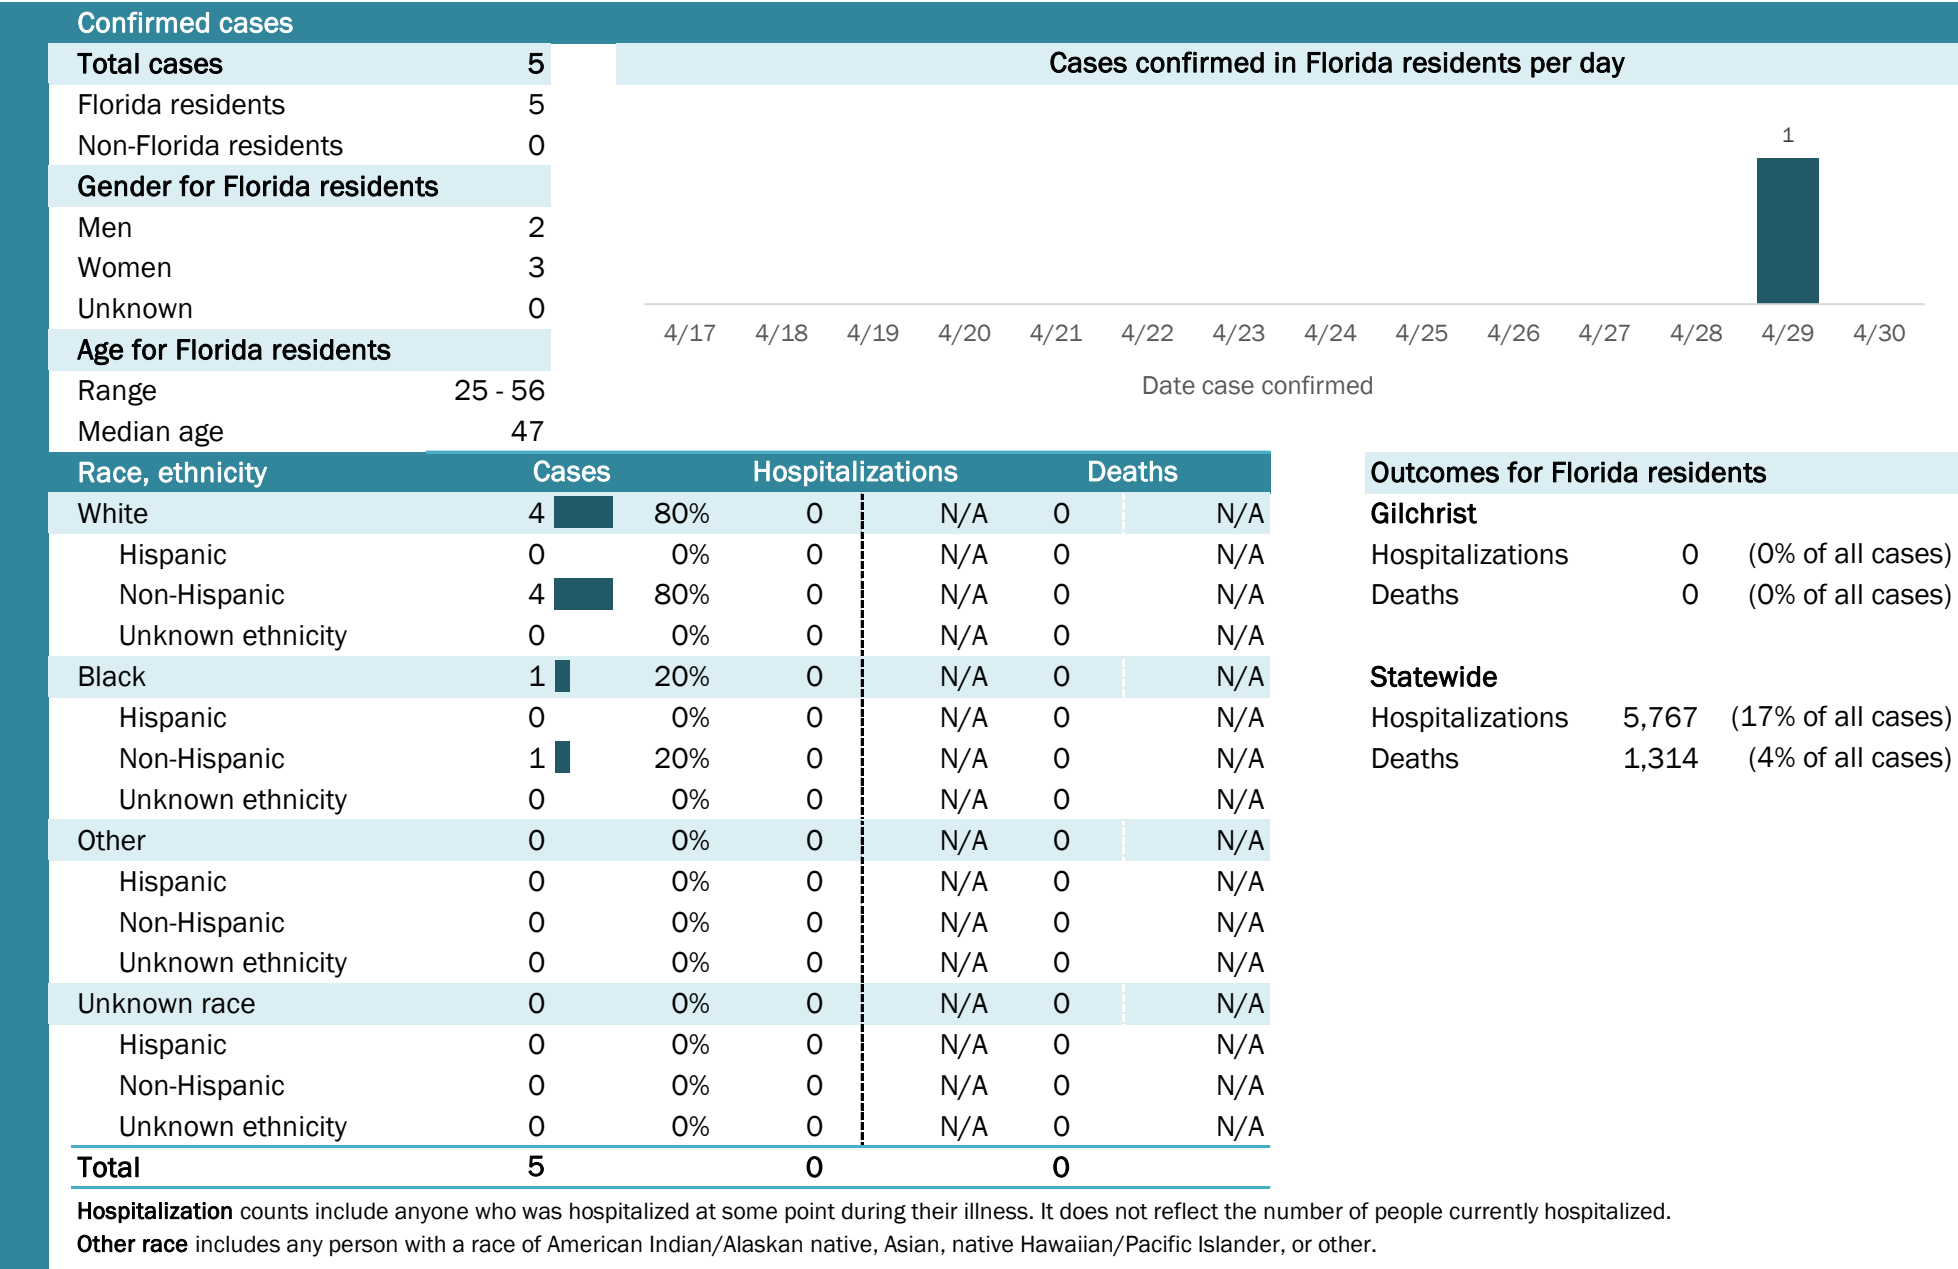 Confirmed cases
Total cases 5
Florida residents 5
Non-Florida residents 0
Gender for Florida residents
Men 2
Women 3
Unknown 0
Age for Florida residents
Range 25 - 56
Median age 47
Cases confirmed in Florida residents per day
1
4/17 4/18 4/19 4/20 4/21 4/22 4/23 4/24 4/25 4/26 4/27 4/28 4/29 4/30
Date case confirmed
Race, ethnicity Cases Hospitalizations Deaths
White 4 80% 0 N/A 0 N/A
Hispanic 0 0% 0 N/A 0 N/A
Non-Hispanic 4 80% 0 N/A 0 N/A
Unknown ethnicity 0 0% 0 N/A 0 N/A
Black 1 20% 0 N/A 0 N/A
Hispanic 0 0% 0 N/A 0 N/A
Non-Hispanic 1 20% 0 N/A 0 N/A
Unknown ethnicity 0 0% 0 N/A 0 N/A
Other 0 0% 0 N/A 0 N/A
Hispanic 0 0% 0 N/A 0 N/A
Non-Hispanic 0 0% 0 N/A 0 N/A
Unknown ethnicity 0 0% 0 N/A 0 N/A
Unknown race 0 0% 0 N/A 0 N/A
Hispanic 0 0% 0 N/A 0 N/A
Non-Hispanic 0 0% 0 N/A 0 N/A
Unknown ethnicity 0 0% 0 N/A 0 N/A
Total 5 0 0
Outcomes for Florida residents
Gilchrist
Hospitalizations 0 (0% of all cases)
Deaths 0 (0% of all cases)
Statewide
Hospitalizations 5,767 (17% of all cases)
Deaths 1,314 (4% of all cases)
Hospitalization counts include anyone who was hospitalized at some point during their illness. It does not reflect the number of people currently hospitalized.
Other race includes any person with a race of American Indian/Alaskan native, Asian, native Hawaiian/Pacific Islander, or other.